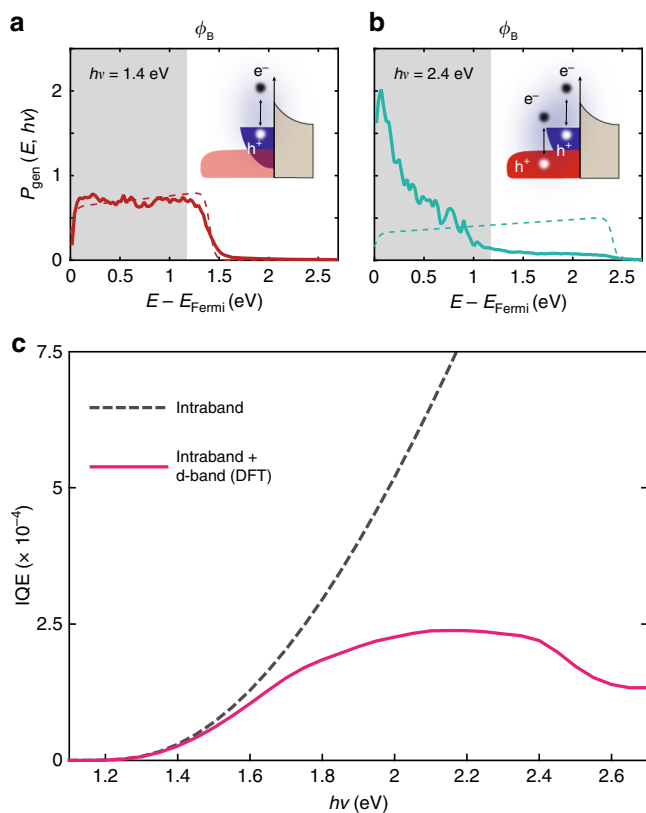 a
b
ϕB
ϕB
hν = 1.4 eV
hν = 2.4 eV
e–
h+
e–
e–
h+
Pgen (E, hν)
2
1
0
0 0.5 1 1.5 2 2.5
E – EFermi (eV)
0 0.5 1 1.5 2 2.5
E – EFermi (eV)
c
7.5
5
2.5
0
IQE (× 10–4)
Intraband
Intraband +
d-band (DFT)
1.2 1.4 1.6 1.8 2 2.2 2.4 2.6
hν (eV)